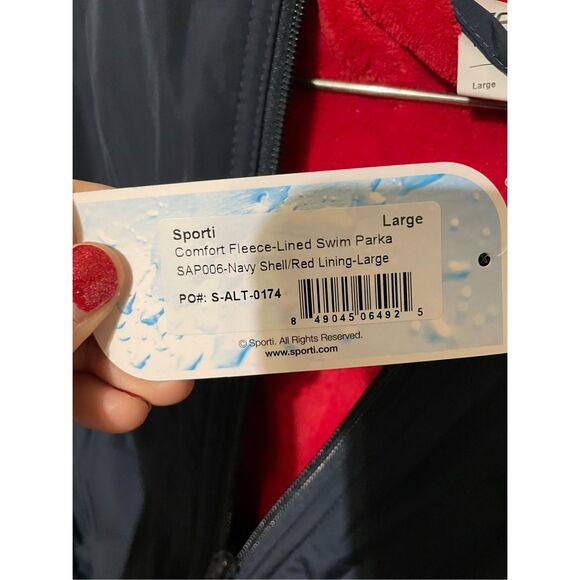 Large
Sporti Large
Comfort Fleece-Lined Swim Parka
SAP006-Navy Shell/Red Lining-Large
PO#: S-ALT-0174
8 49045 06492 5
© Sporti. All Rights Reserved.
www.sporti.com